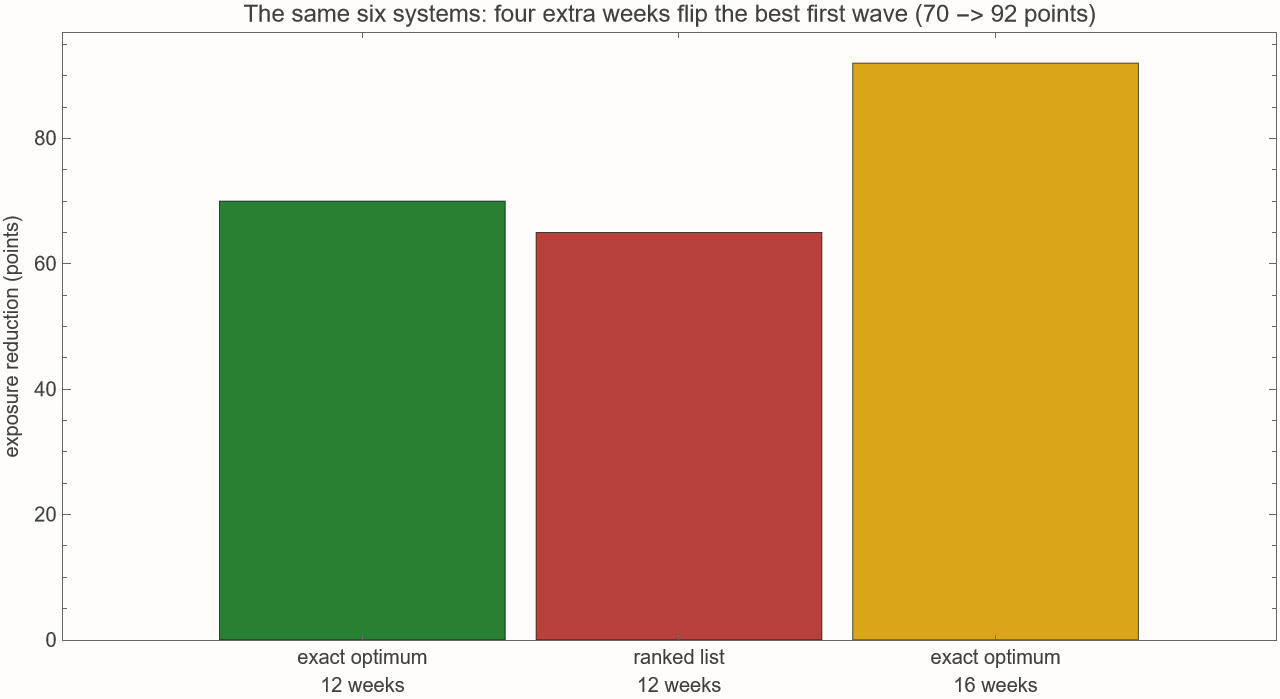 The same six systems: four extra weeks flip the best first wave (70 –> 92 points)
exposure reduction (points)
80
60
40
20
0
exact optimum
12 weeks
ranked list
12 weeks
exact optimum
16 weeks